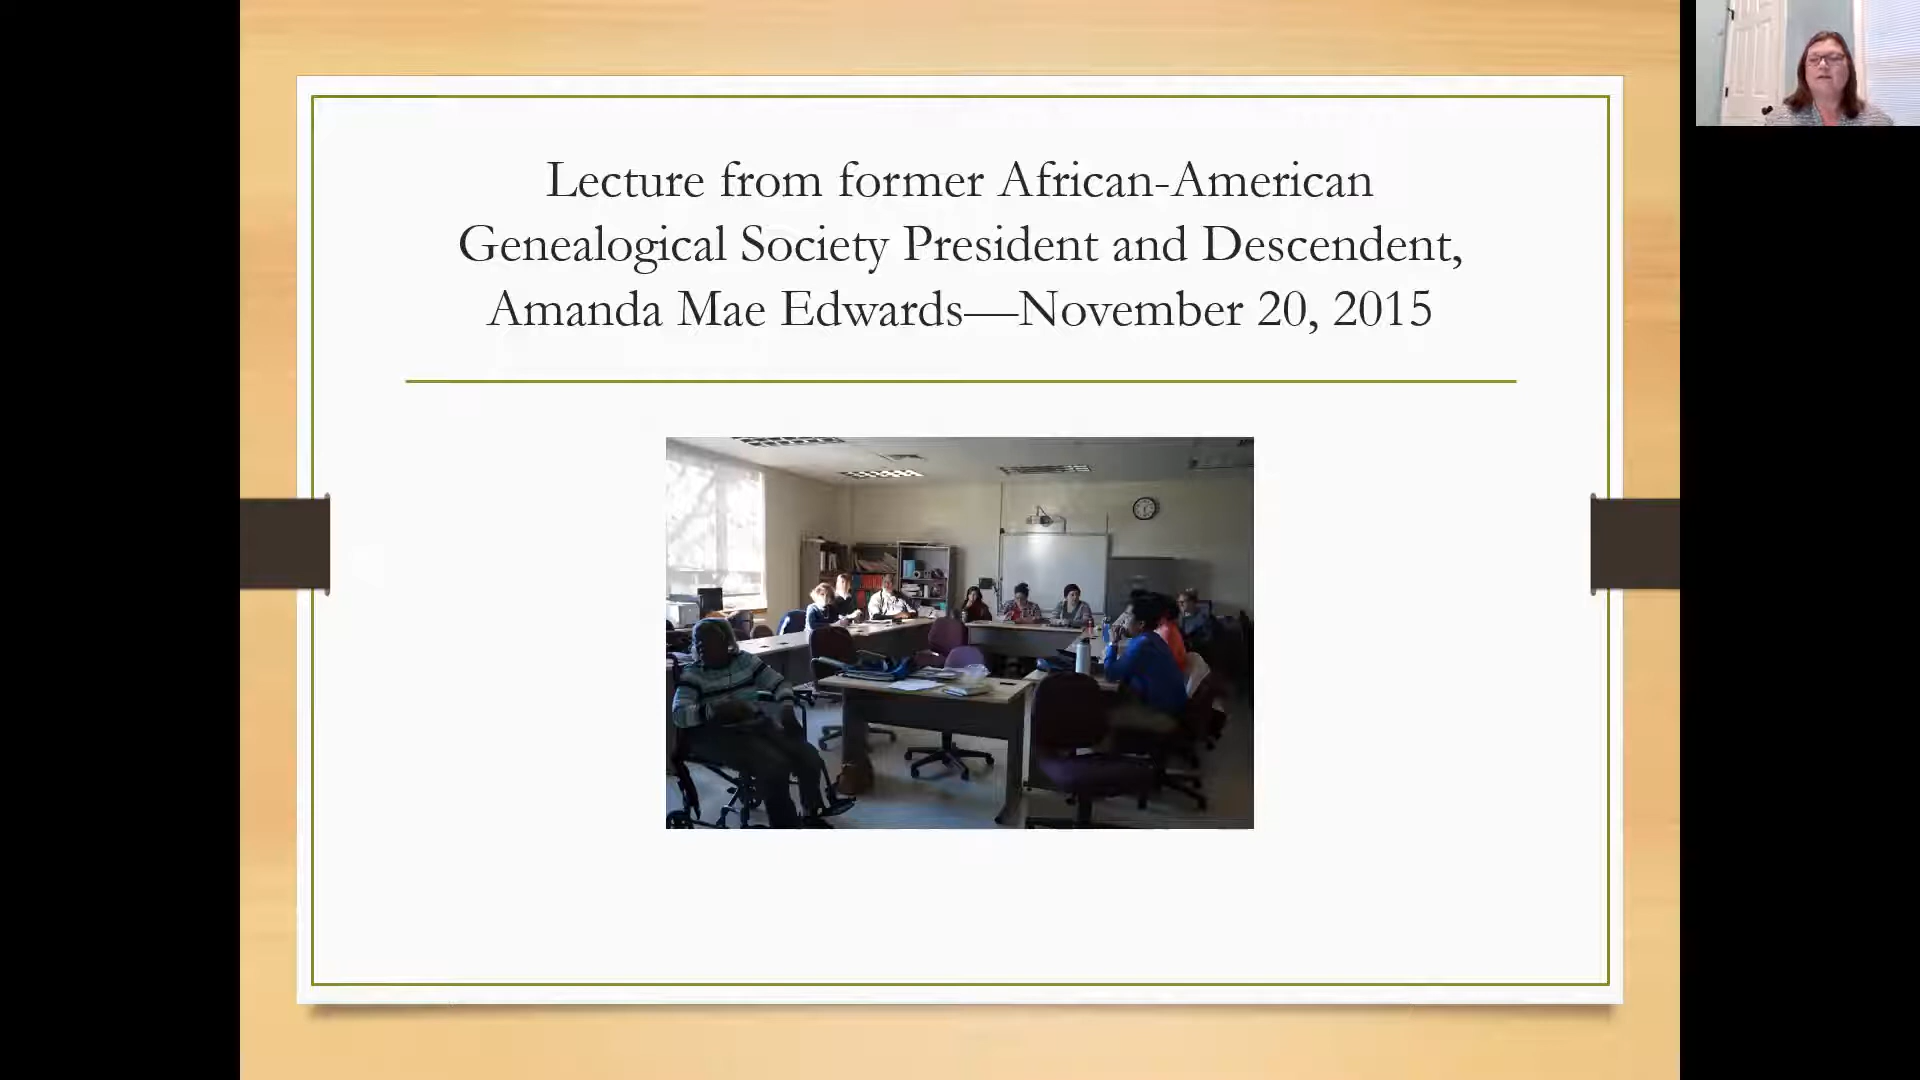 Lecture from former African-American
Genealogical Society President and Descendent,
Amanda Mae Edwards—November 20, 2015